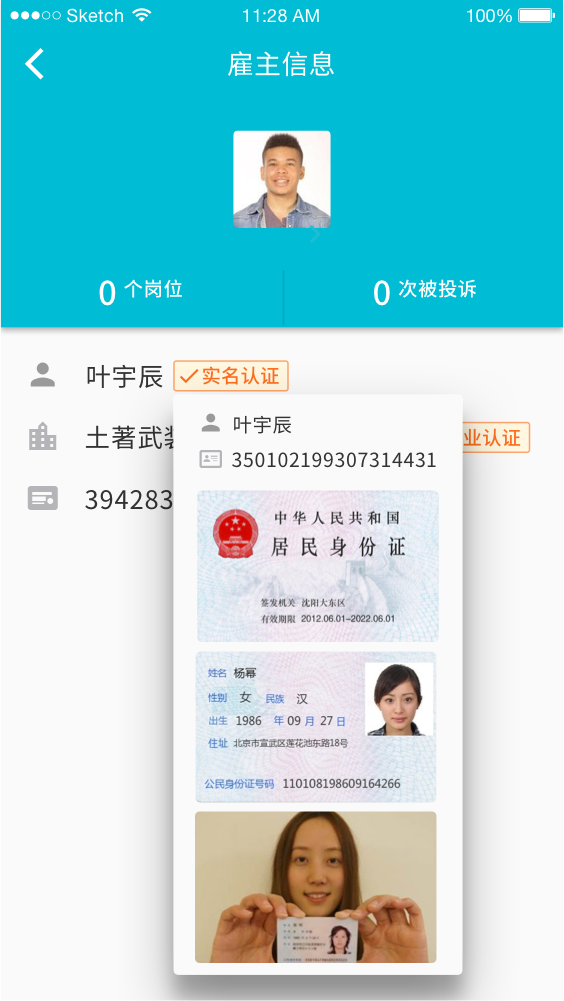 Sketch 11:28 AM 100%
雇主信息
0 个岗位 0 次被投诉
叶宇辰 实名认证
叶宇辰
土著武 业认证
350102199307314431
394283
中华人民共和国
居民身份证
签发机关 沈阳大东区
有效期限 2012.06.01-2022.06.01
姓名 杨幂
性别 女 民族 汉
出生 1986 年 09 月 27 日
住址 北京市宣武区莲花池东路18号
公民身份证号码 110108198609164266